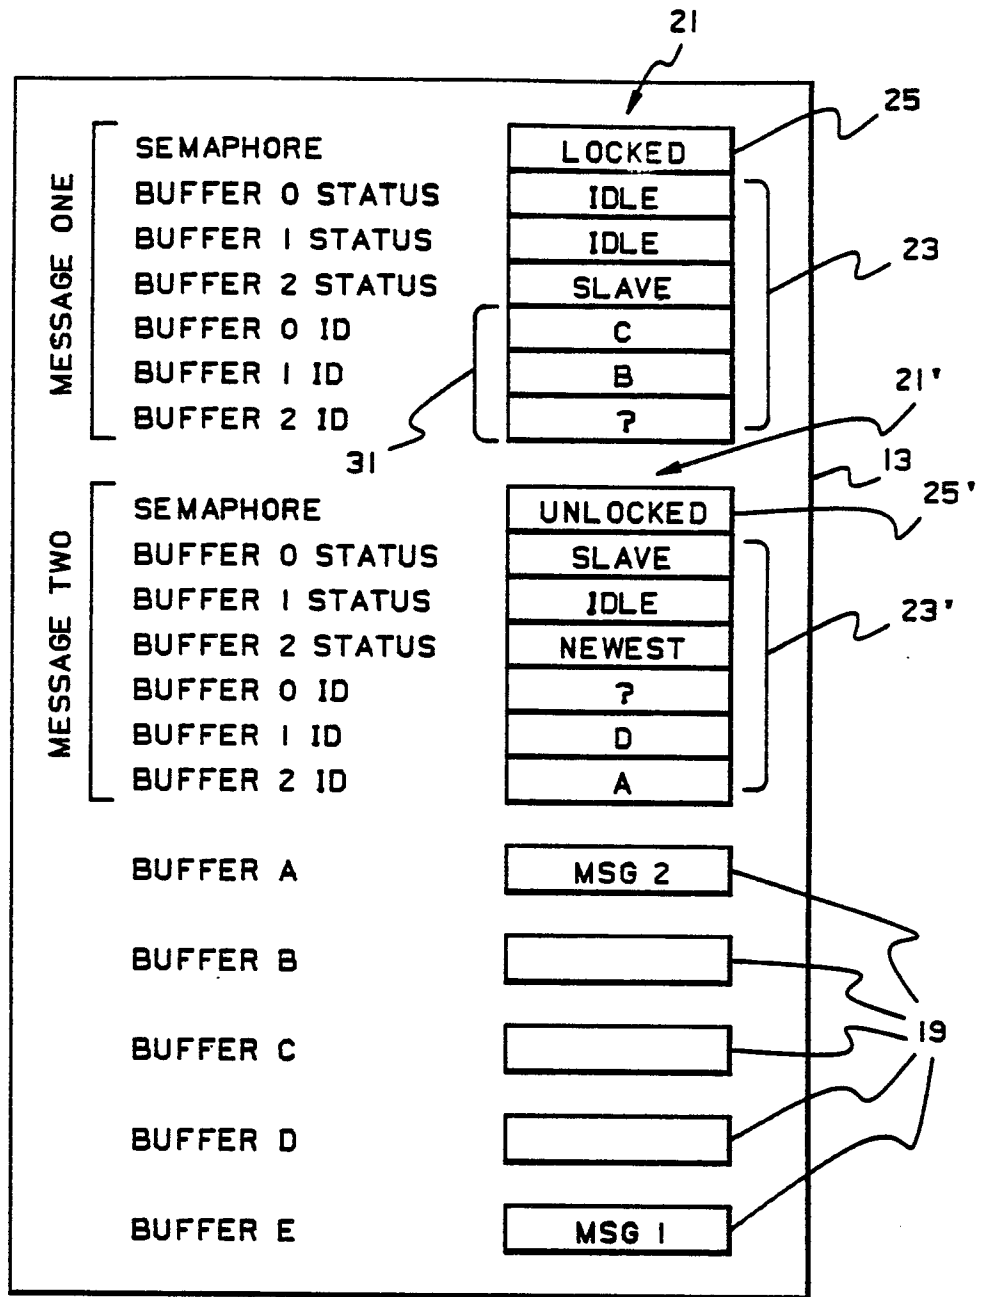 21
25
MESSAGE ONE
SEMAPHORE LOCKED
BUFFER 0 STATUS IDLE
BUFFER 1 STATUS IDLE
BUFFER 2 STATUS SLAVE
BUFFER 0 ID C
BUFFER 1 ID B
BUFFER 2 ID ?
23
31
21'
13
25'
MESSAGE TWO
SEMAPHORE UNLOCKED
BUFFER 0 STATUS SLAVE
BUFFER 1 STATUS IDLE
BUFFER 2 STATUS NEWEST
BUFFER 0 ID ?
BUFFER 1 ID D
BUFFER 2 ID A
23'
BUFFER A MSG 2
BUFFER B
BUFFER C
19
BUFFER D
BUFFER E MSG 1